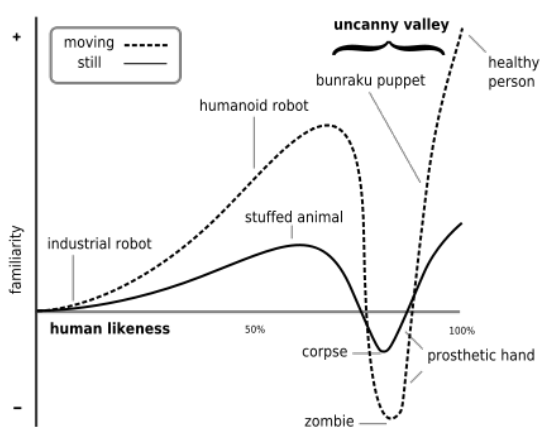 +
uncanny valley
moving
still
healthy
person
bunraku puppet
humanoid robot
stuffed animal
industrial robot
familiarity
human likeness
50%
100%
corpse
prosthetic hand
–
zombie